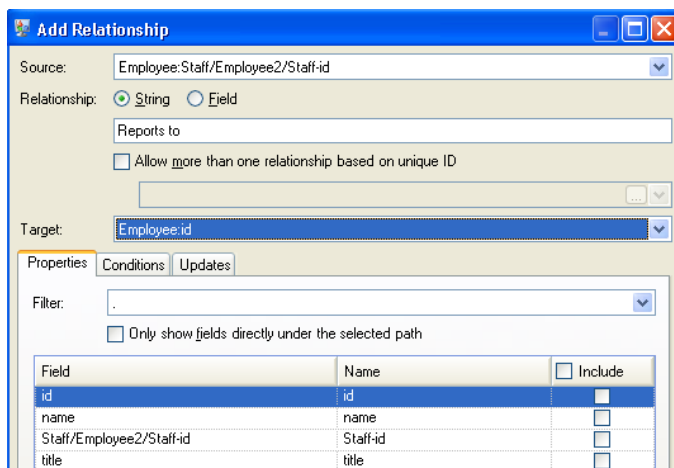 Add Relationship
Source: Employee:Staff/Employee2/Staff-id
Relationship: String Field
Reports to
Allow more than one relationship based on unique ID
...
Target: Employee:id
Properties Conditions Updates
Filter: .
Only show fields directly under the selected path
Field Name Include
id id
name name
Staff/Employee2/Staff-id Staff-id
title title